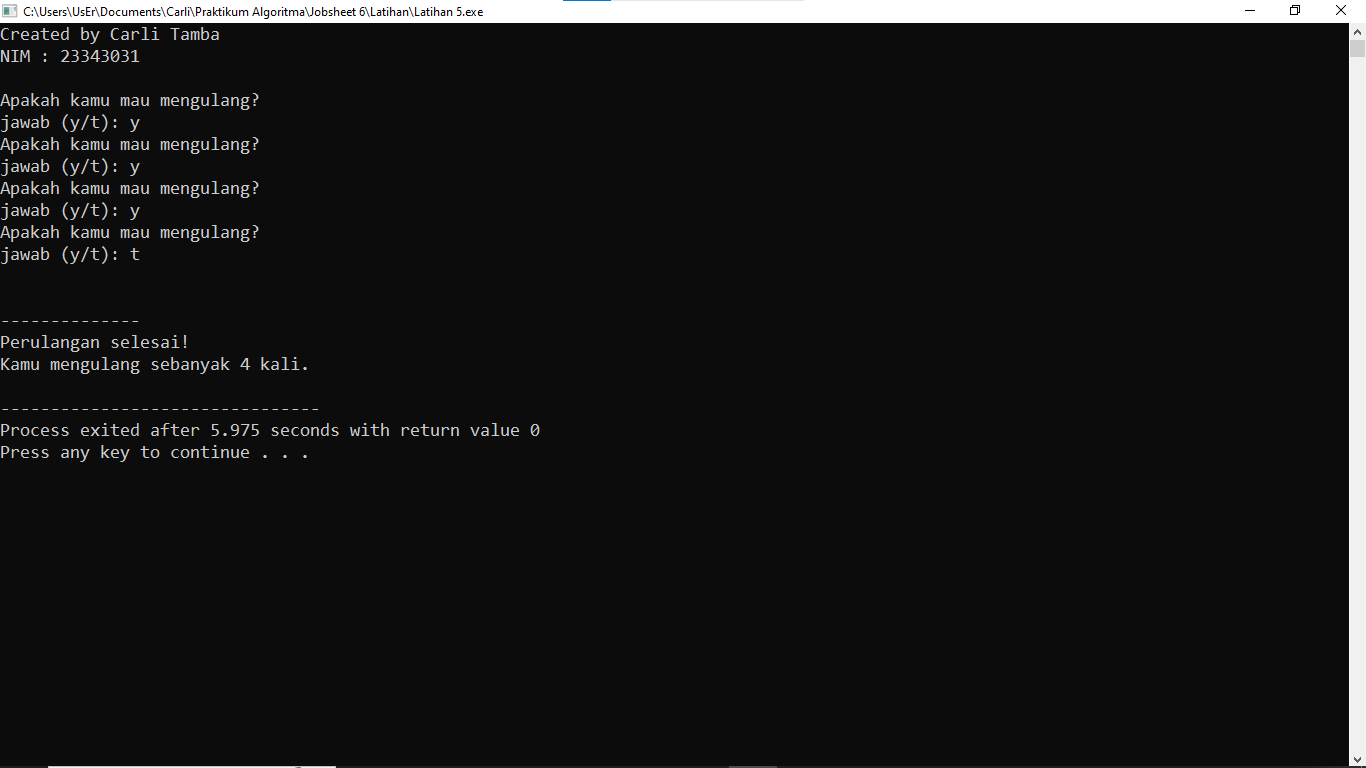 C:\Users\UsEr\Documents\Carli\Praktikum Algoritma\Jobsheet 6\Latihan\Latihan 5.exe
Created by Carli Tamba
NIM : 23343031
Apakah kamu mau mengulang?
jawab (y/t): y
Apakah kamu mau mengulang?
jawab (y/t): y
Apakah kamu mau mengulang?
jawab (y/t): y
Apakah kamu mau mengulang?
jawab (y/t): t
--------------
Perulangan selesai!
Kamu mengulang sebanyak 4 kali.
--------------------------------
Process exited after 5.975 seconds with return value 0
Press any key to continue . . .